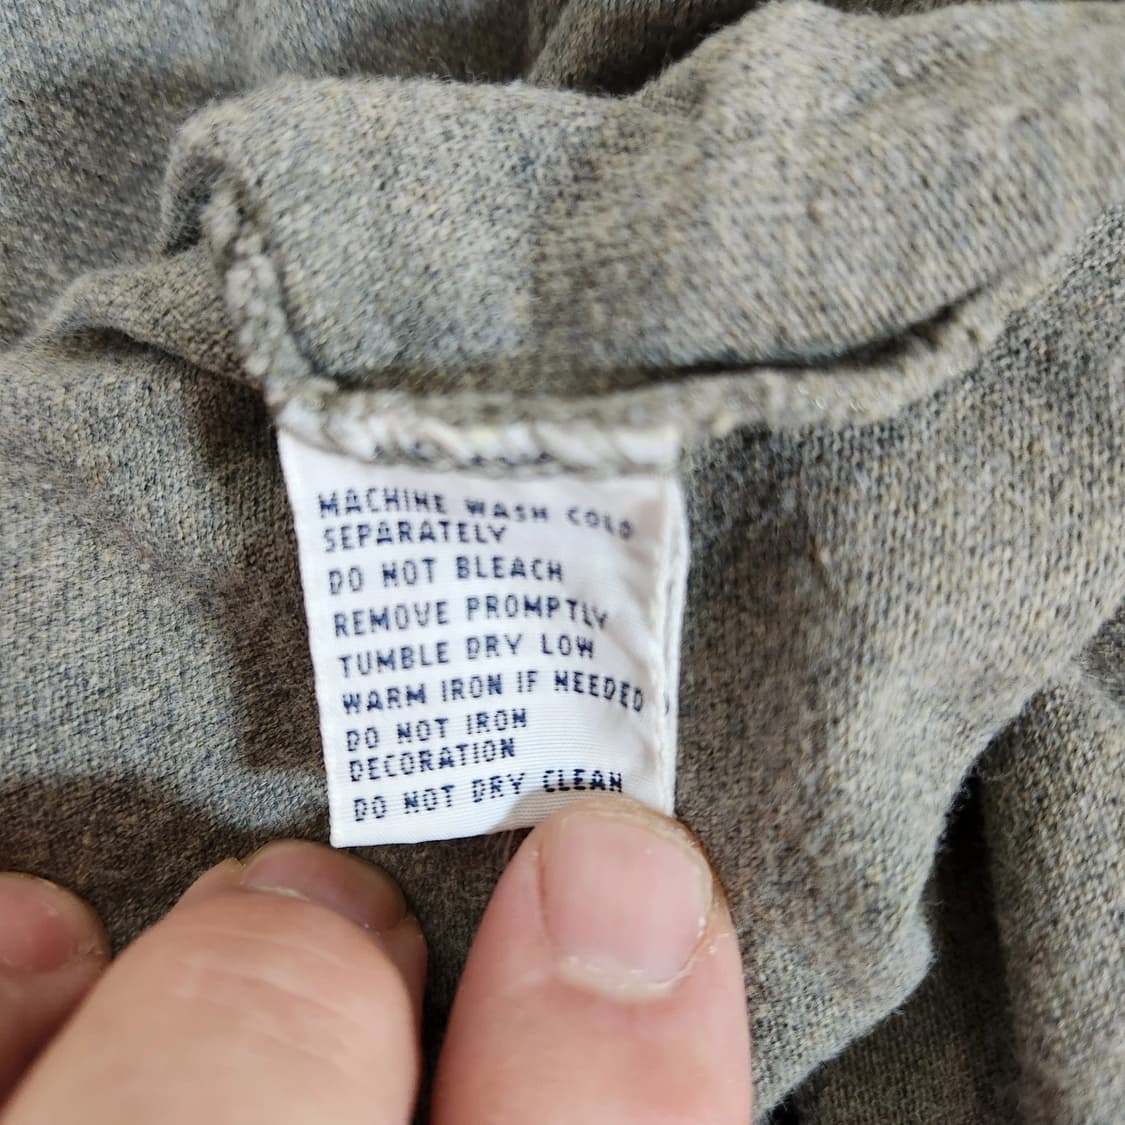 MACHINE WASH COLD
SEPARATELY
DO NOT BLEACH
REMOVE PROMPTLY
TUMBLE DRY LOW
WARM IRON IF NEEDED
DO NOT IRON
DECORATION
DO NOT DRY CLEAN